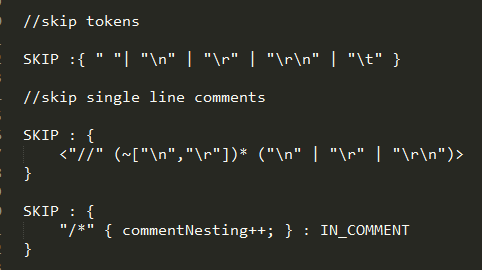 //skip tokens
SKIP :{ " "| "\n" | "\r" | "\r\n" | "\t" }
//skip single line comments
SKIP : {
<"//" (~["\n","\r"])* ("\n" | "\r" | "\r\n")>
}
SKIP : {
"/*" { commentNesting++; } : IN_COMMENT
}